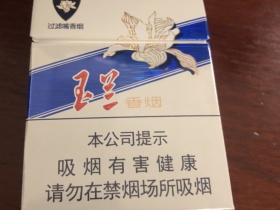 过滤嘴香烟
玉兰
香烟
本公司提示
吸烟有害健康
请勿在禁烟场所吸烟